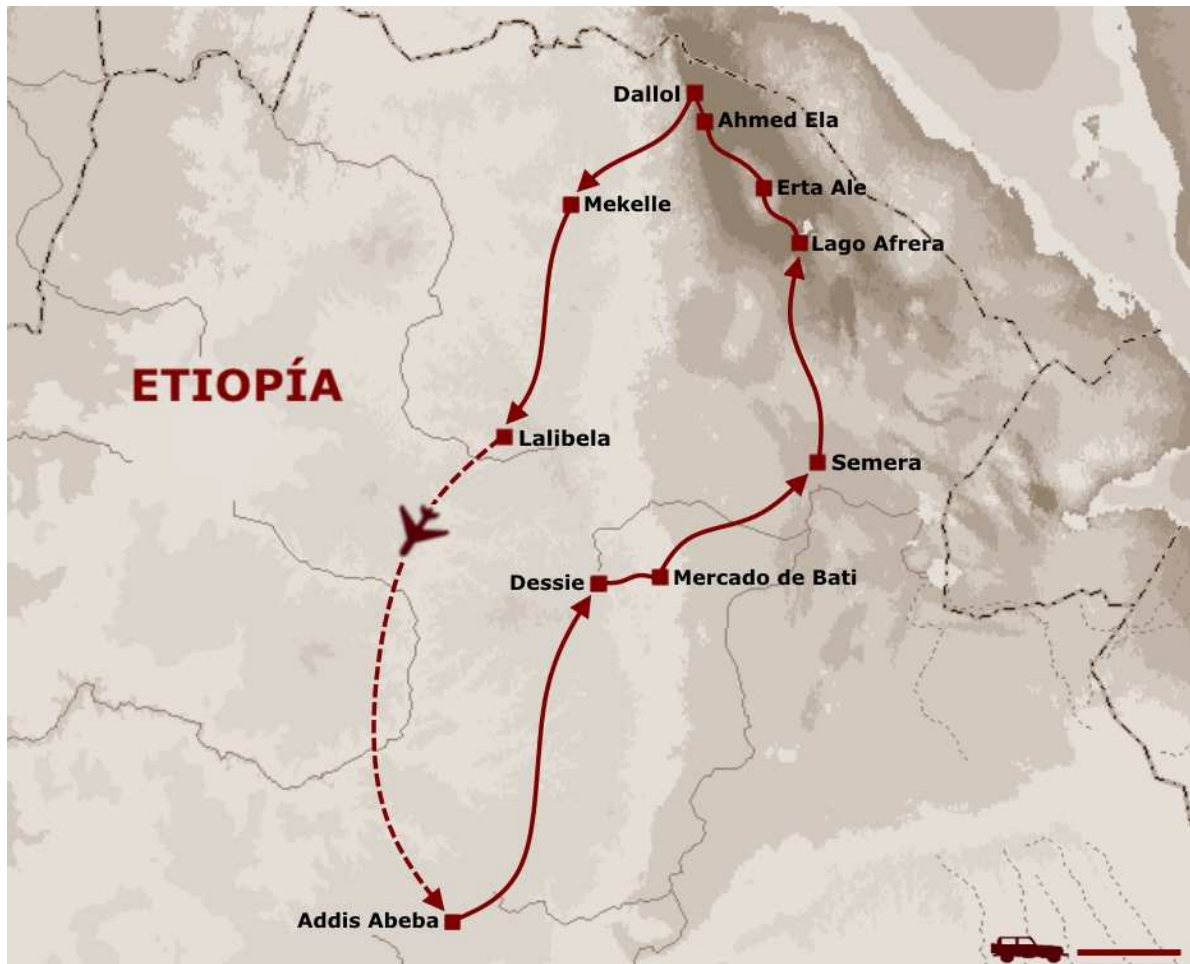 Dallol
Ahmed Ela
Erta Ale
Mekelle
Lago Afrera
ETIOPÍA
Lalibela
Semera
Dessie
Mercado de Bati
Addis Abeba